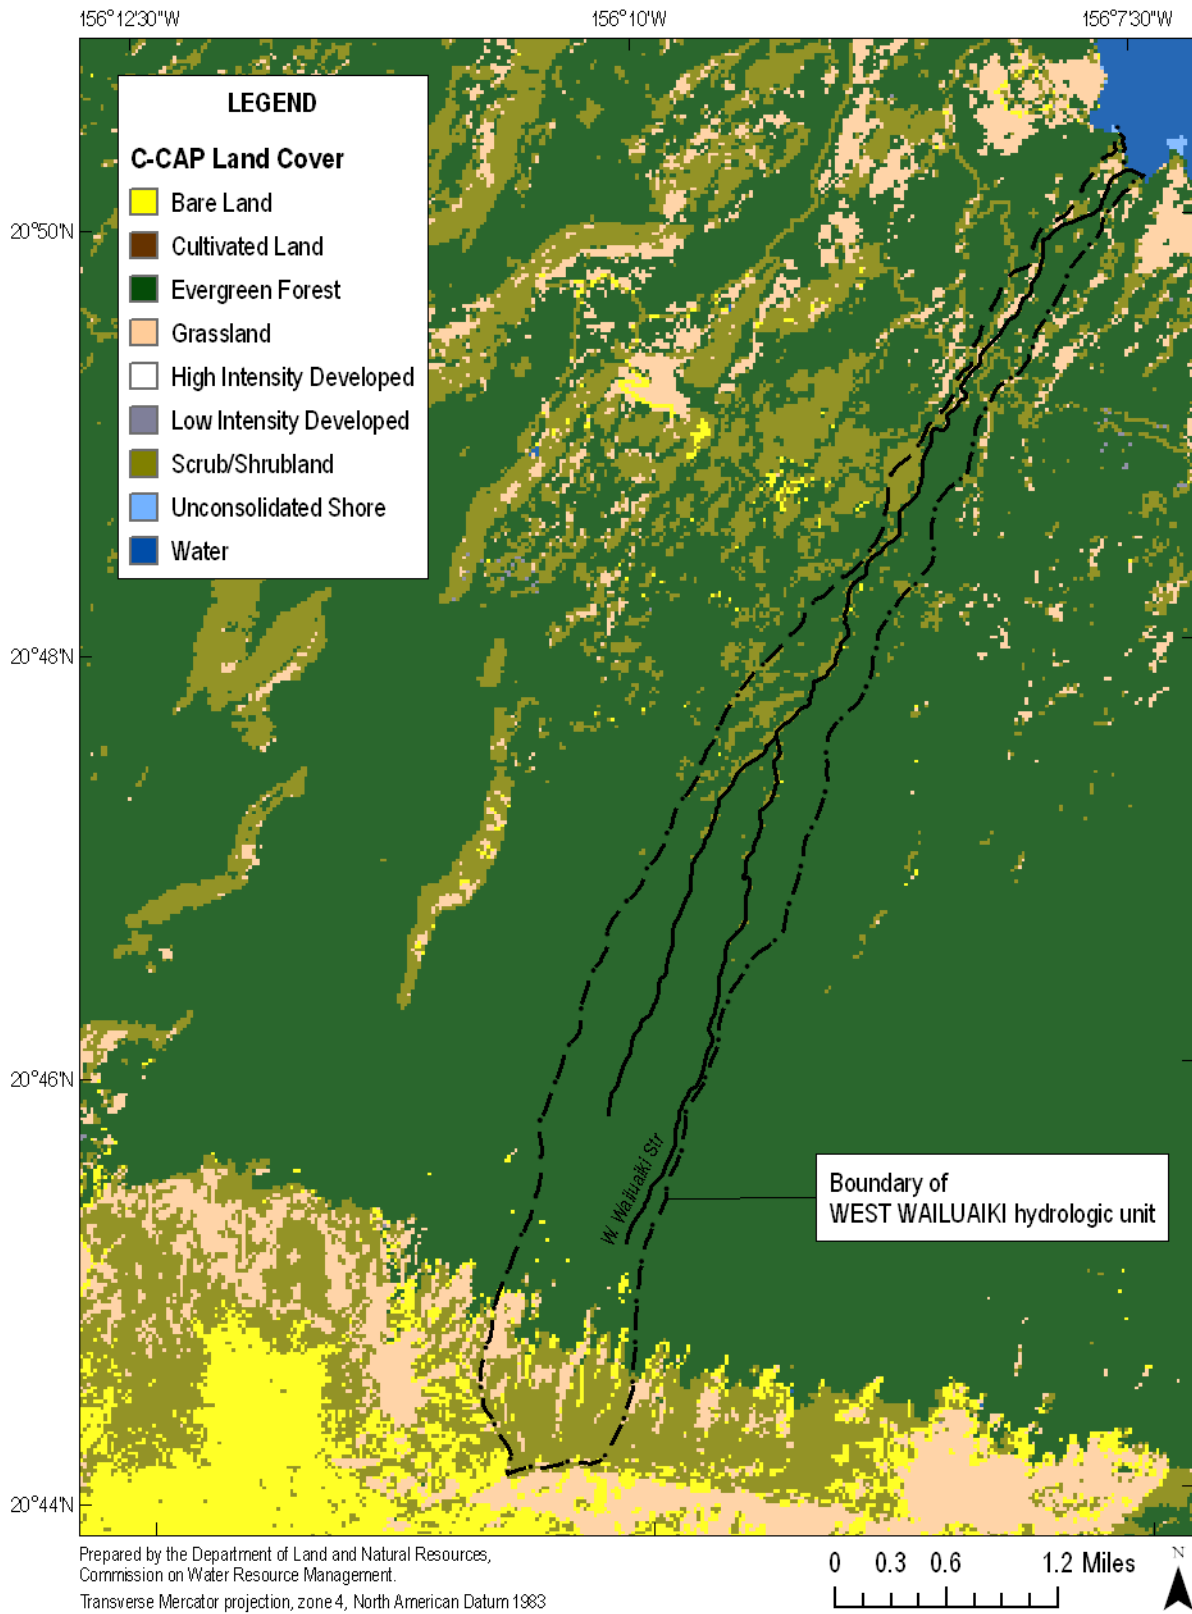 156°12'30"W
156°10'W
156°7'30"W
LEGEND
C-CAP Land Cover
Bare Land
Cultivated Land
Evergreen Forest
Grassland
High Intensity Developed
Low Intensity Developed
Scrub/Shrubland
Unconsolidated Shore
Water
20°50'N
20°48'N
20°46'N
20°44'N
W. Wailuaiki Str
Boundary of
WEST WAILUAIKI hydrologic unit
Prepared by the Department of Land and Natural Resources,
Commission on Water Resource Management.
Transverse Mercator projection, zone 4, North American Datum 1983
0 0.3 0.6 1.2 Miles
N